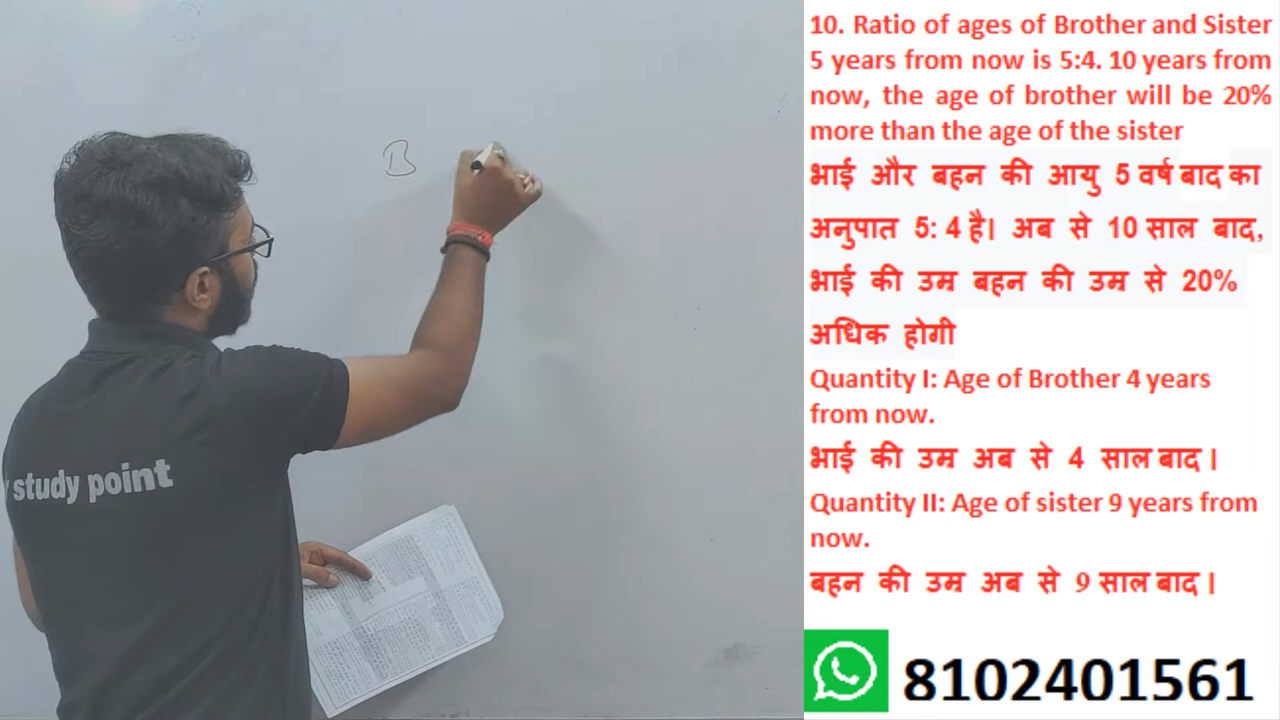 B
study point
10. Ratio of ages of Brother and Sister
5 years from now is 5:4. 10 years from
now, the age of brother will be 20%
more than the age of the sister
भाई और बहन की आयु 5 वर्ष बाद का
अनुपात 5: 4 है। अब से 10 साल बाद,
भाई की उम्र बहन की उम्र से 20%
अधिक होगी
Quantity I: Age of Brother 4 years
from now.
भाई की उम्र अब से 4 साल बाद ।
Quantity II: Age of sister 9 years from
now.
बहन की उम्र अब से 9 साल बाद ।
8102401561